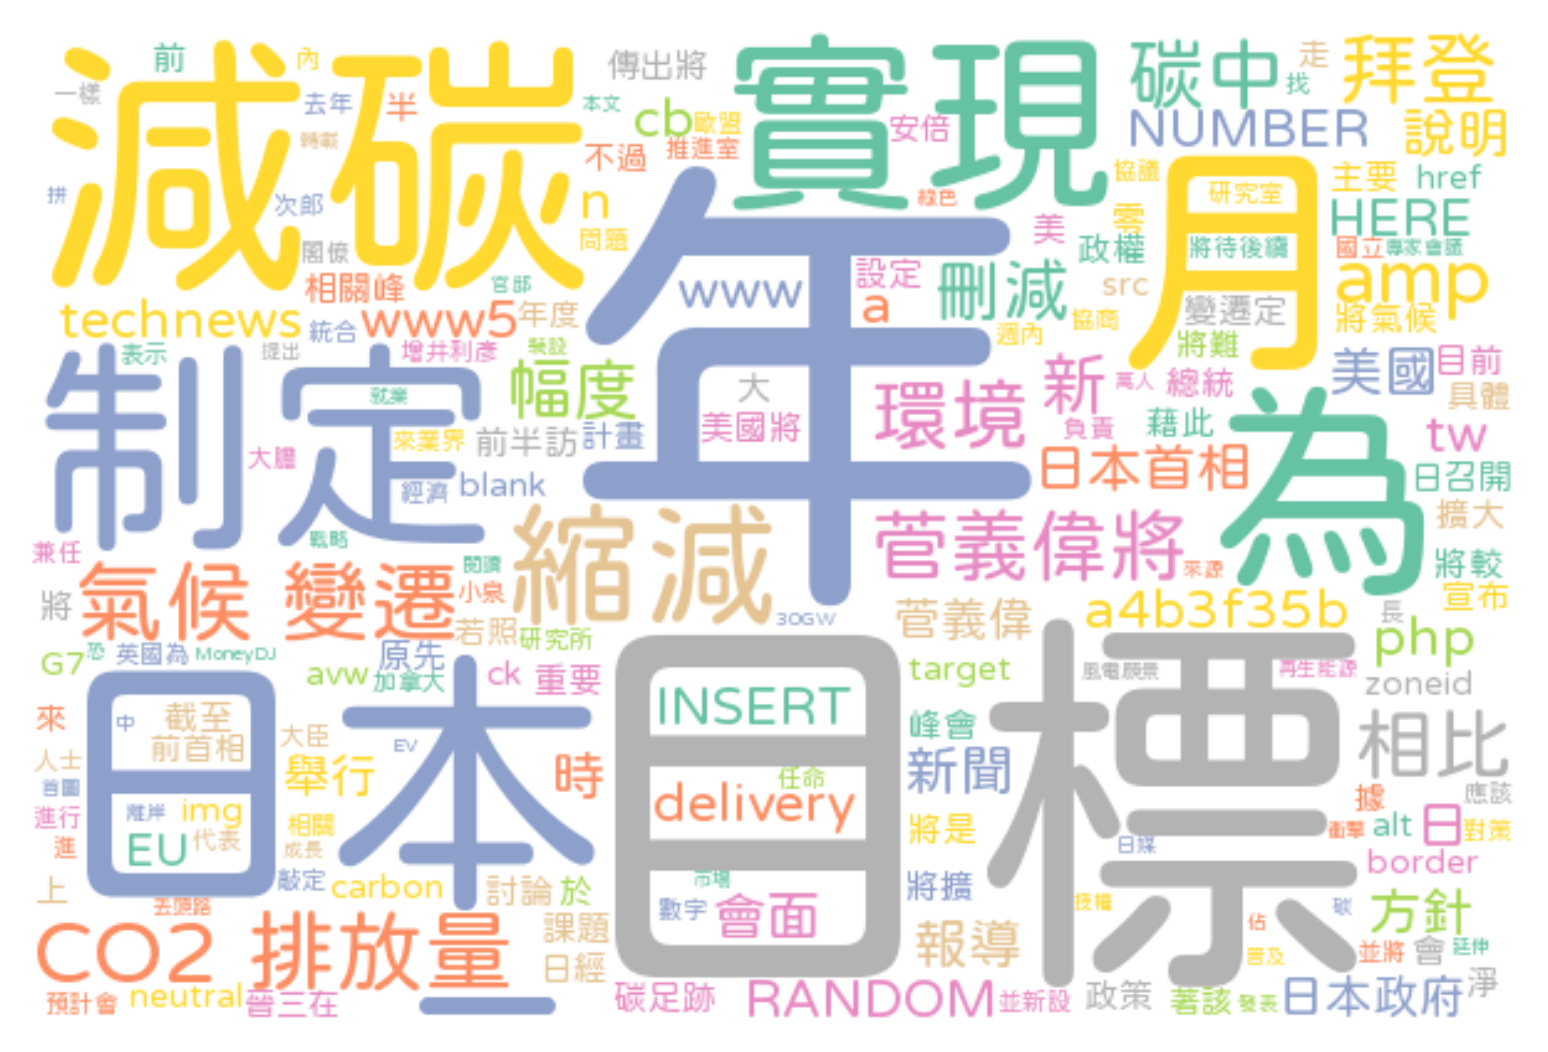 減碳
前
一樣
內
去年
半
轉載
拼
次郎
閣僚
傳出將
本文
cb
歐盟
不過
推進室
n
問題
實現
安倍
綠色
碳中
走
找
拜登
NUMBER
說明
協議
月
研究室
主要
href
零
HERE
美
政權
將待後續
國立
專家會議
相關峰
官邸
technews
統合
www5
年度
年
www
設定
a
刪減
src
週內
協商
變遷定
amp
將氣候
制定
表示
提出
增井利彥
裝設
就業
幅度
大
美國將
來業界
前半訪
計畫
大膽
經濟
blank
環境
新
將難
萬人
總統
負責
藉此
美國
目前
具體
tw
日本首相
為
日召開
擴大
戰略
兼任
閱讀
縮減
菅義偉將
來源
將較
將
氣候 變遷
小泉
若照
研究所
30GW
菅義偉
a4b3f35b
宣布
長
php
G7
恐
英國為
MoneyDJ
原先
avw
加拿大
ck
重要
target
風電願景
再生能源
zoneid
來
日本
中
截至
前首相
大臣
EV
目標
INSERT
峰會
相比
人士
首圖
舉行
時
任命
delivery
新聞
據
應該
進行
離岸
img
相關
將是
衝擊
alt
日
對策
進
EU
代表
成長
日媒
border
上
敲定
carbon
討論
於
市場
數字
會面
將擴
授權
碳
方針
去頭路
CO2 排放量
課題
日經
報導
佔
普及
並將
會
延伸
預計會
neutral
晉三在
一
碳足跡
RANDOM
並新設
政策
著該
發表
日本政府
淨